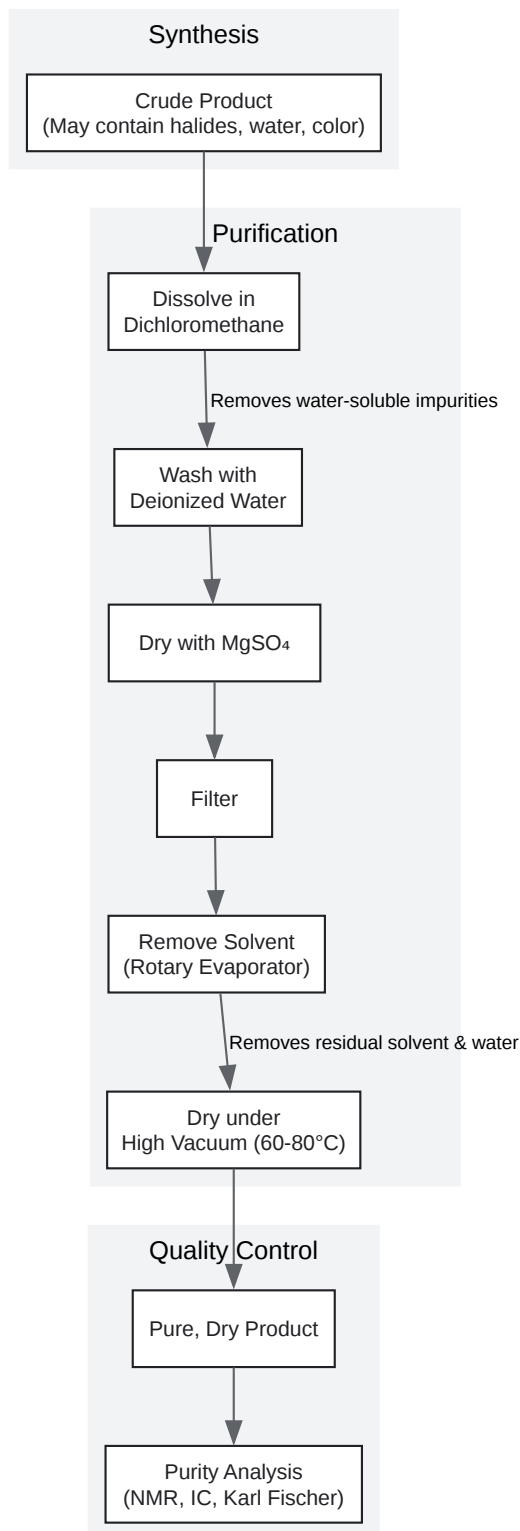 Synthesis
Crude Product
(May contain halides, water, color)
Purification
Dissolve in
Dichloromethane
Removes water-soluble impurities
Wash with
Deionized Water
Dry with MgSO₄
Filter
Remove Solvent
(Rotary Evaporator)
Removes residual solvent & water
Dry under
High Vacuum (60-80°C)
Quality Control
Pure, Dry Product
Purity Analysis
(NMR, IC, Karl Fischer)